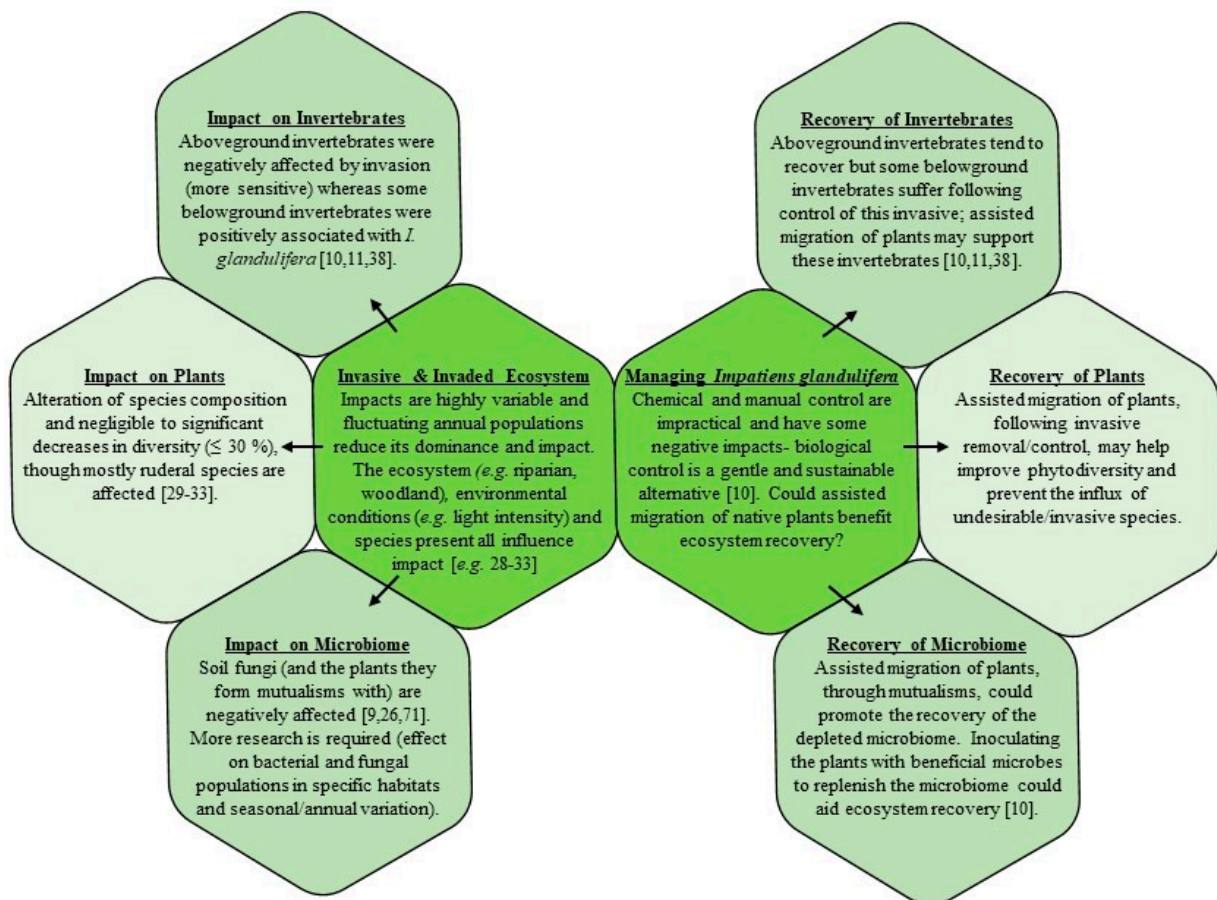 Impact on Invertebrates
Aboveground invertebrates were
negatively affected by invasion
(more sensitive) whereas some
belowground invertebrates were
positively associated with I.
glandulifera [10,11,38].
Recovery of Invertebrates
Aboveground invertebrates tend to
recover but some belowground
invertebrates suffer following
control of this invasive; assisted
migration of plants may support
these invertebrates [10,11,38].
Impact on Plants
Alteration of species composition
and negligible to significant
decreases in diversity (≤ 30 %),
though mostly ruderal species are
affected [29-33].
Invasive & Invaded Ecosystem
Impacts are highly variable and
fluctuating annual populations
reduce its dominance and impact.
The ecosystem (e.g. riparian,
woodland), environmental
conditions (e.g. light intensity) and
species present all influence
impact [e.g. 28-33]
Managing Impatiens glandulifera
Chemical and manual control are
impractical and have some
negative impacts- biological
control is a gentle and sustainable
alternative [10]. Could assisted
migration of native plants benefit
ecosystem recovery?
Recovery of Plants
Assisted migration of plants,
following invasive
removal/control, may help
improve phytodiversity and
prevent the influx of
undesirable/invasive species.
Impact on Microbiome
Soil fungi (and the plants they
form mutualisms with) are
negatively affected [9,26,71].
More research is required (effect
on bacterial and fungal
populations in specific habitats
and seasonal/annual variation).
Recovery of Microbiome
Assisted migration of plants,
through mutualisms, could
promote the recovery of the
depleted microbiome. Inoculating
the plants with beneficial microbes
to replenish the microbiome could
aid ecosystem recovery [10].